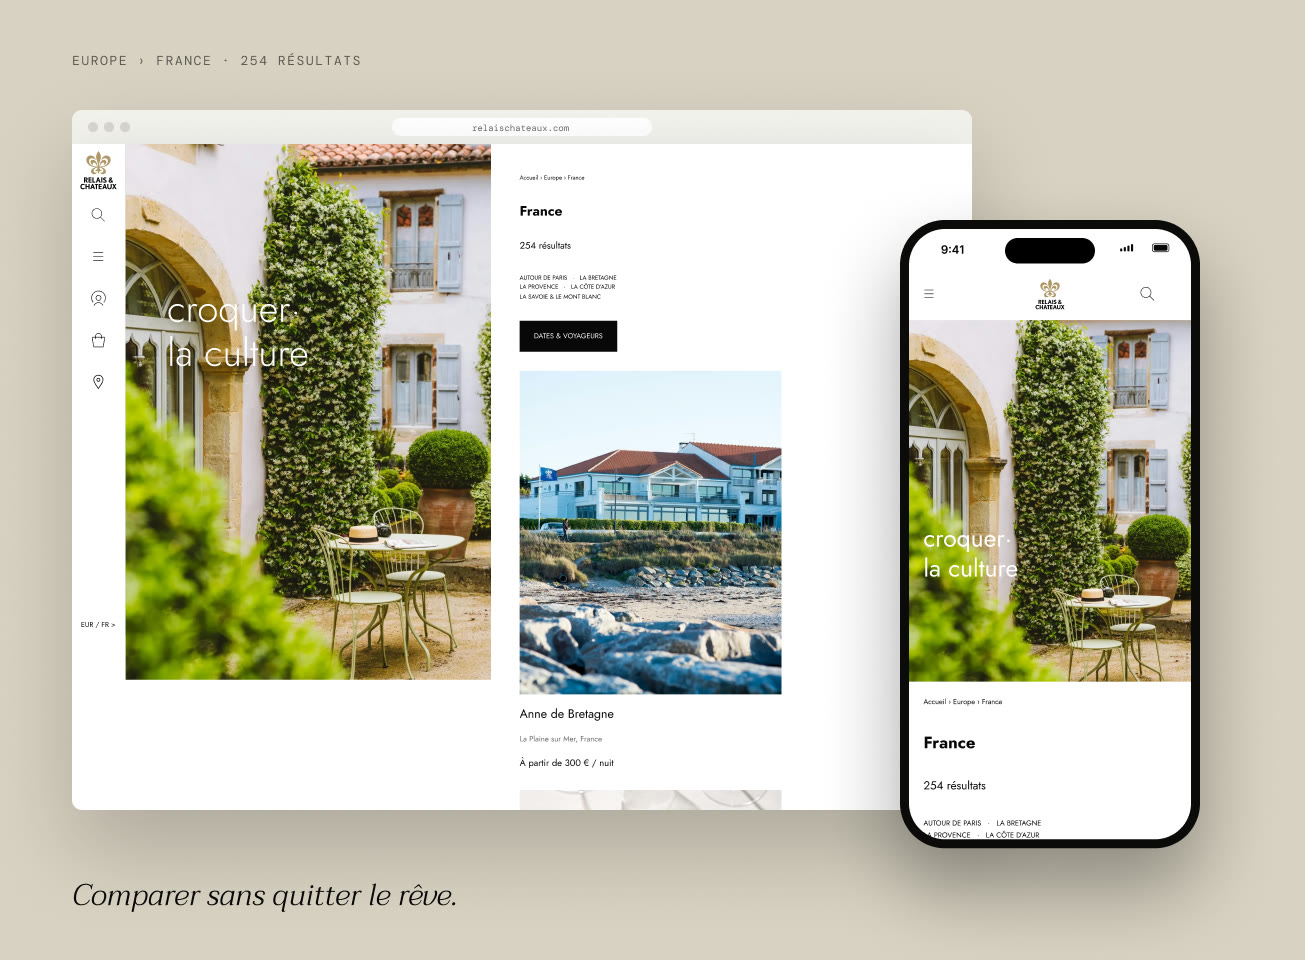 EUROPE › FRANCE · 254 RÉSULTATS
relaischateaux.com
RELAIS &
CHATEAUX
EUR / FR >
croquer·
la culture
Accueil › Europe › France
France
254 résultats
AUTOUR DE PARIS · LA BRETAGNE
LA PROVENCE · LA CÔTE D'AZUR
LA SAVOIE & LE MONT BLANC
DATES & VOYAGEURS
Anne de Bretagne
La Plaine sur Mer, France
À partir de 300 € / nuit
9:41
RELAIS &
CHATEAUX
croquer·
la culture
Accueil › Europe › France
France
254 résultats
AUTOUR DE PARIS · LA BRETAGNE
LA PROVENCE · LA CÔTE D'AZUR
Comparer sans quitter le rêve.